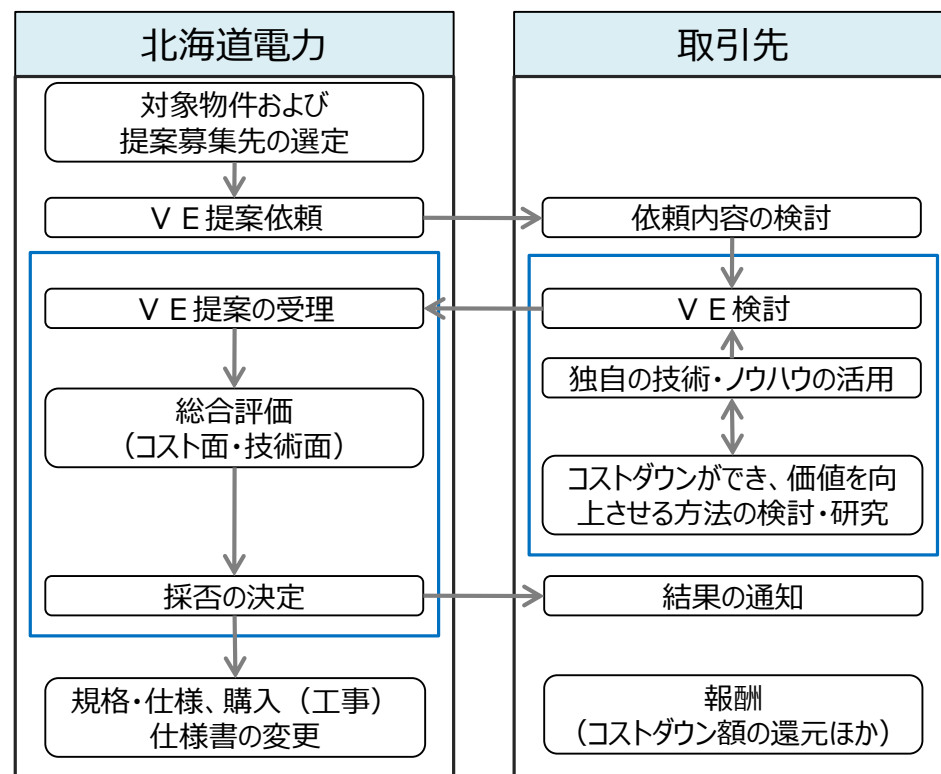 北海道電力
対象物件および
提案募集先の選定
ＶＥ提案依頼
ＶＥ提案の受理
総合評価
（コスト面・技術面）
採否の決定
規格・仕様、購入（工事）
仕様書の変更
取引先
依頼内容の検討
ＶＥ検討
独自の技術・ノウハウの活用
コストダウンができ、価値を向
上させる方法の検討・研究
結果の通知
報酬
（コストダウン額の還元ほか）